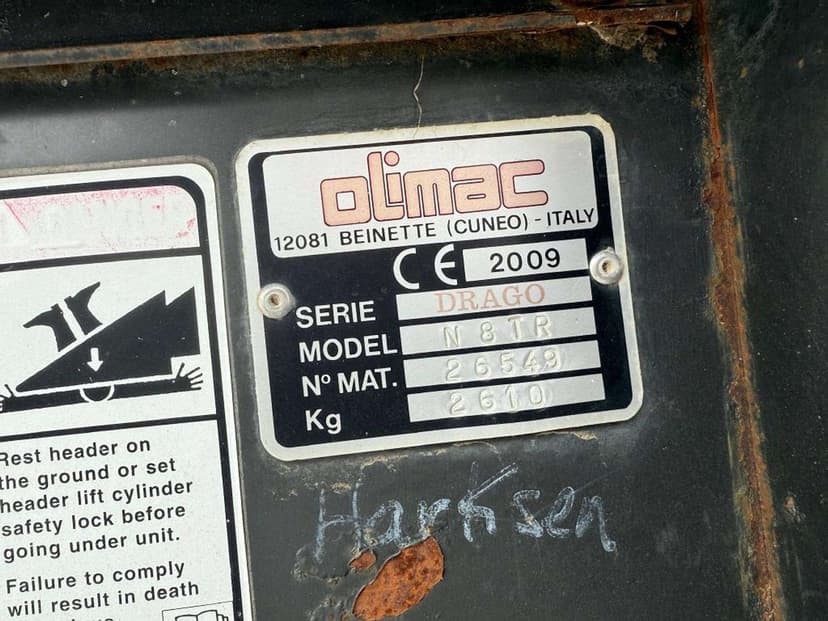 olimac
12081 BEINETTE (CUNEO) - ITALY
CE 2009
SERIE DRAGO
MODEL N 8 TR
Nº MAT. 26549
Kg 2610
Rest header on
the ground or set
header lift cylinder
safety lock before
going under unit.
Failure to comply
will result in death
Harksen